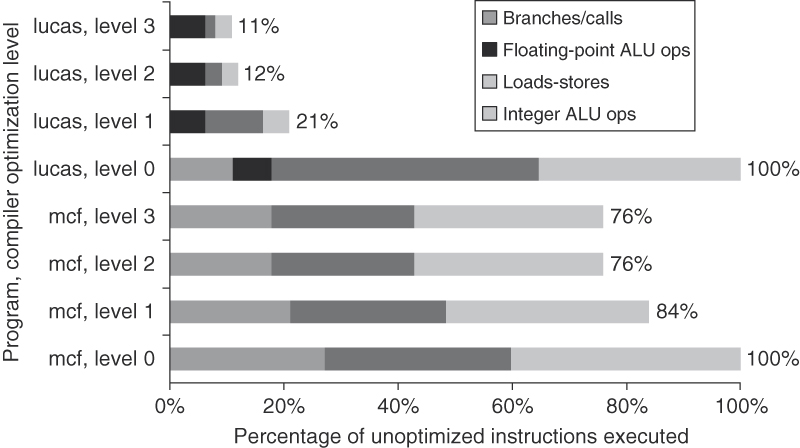 Program, compiler optimization level
lucas, level 3
11%
lucas, level 2
12%
lucas, level 1
21%
lucas, level 0
100%
mcf, level 3
76%
mcf, level 2
76%
mcf, level 1
84%
mcf, level 0
100%
Branches/calls
Floating-point ALU ops
Loads-stores
Integer ALU ops
0%
20%
40%
60%
80%
100%
Percentage of unoptimized instructions executed